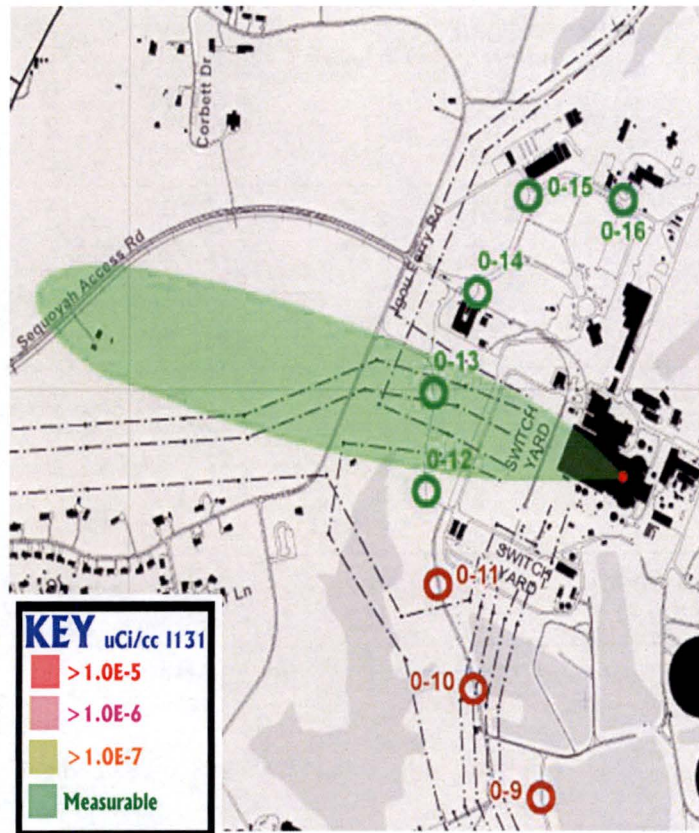 Corbett Dr
Sequoyah Access Rd
Igou Ferry Rd
0-15
0-16
0-14
0-13
0-12
SWITCH
YARD
SWITCH
YARD
0-11
0-10
0-9
Ln
KEY uCi/cc I131
>1.0E-5
>1.0E-6
>1.0E-7
Measurable